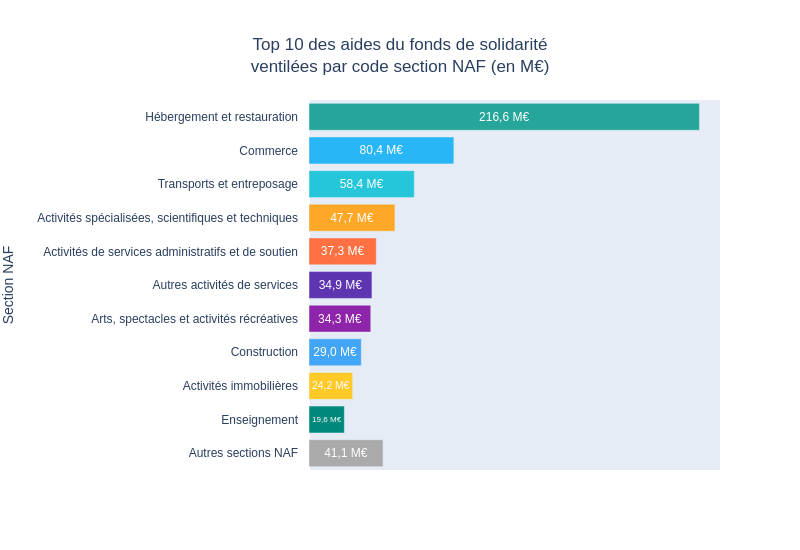 Top 10 des aides du fonds de solidarité
ventilées par code section NAF (en M€)
Section NAF
Hébergement et restauration 216,6 M€
Commerce 80,4 M€
Transports et entreposage 58,4 M€
Activités spécialisées, scientifiques et techniques 47,7 M€
Activités de services administratifs et de soutien 37,3 M€
Autres activités de services 34,9 M€
Arts, spectacles et activités récréatives 34,3 M€
Construction 29,0 M€
Activités immobilières 24,2 M€
Enseignement 19,6 M€
Autres sections NAF 41,1 M€